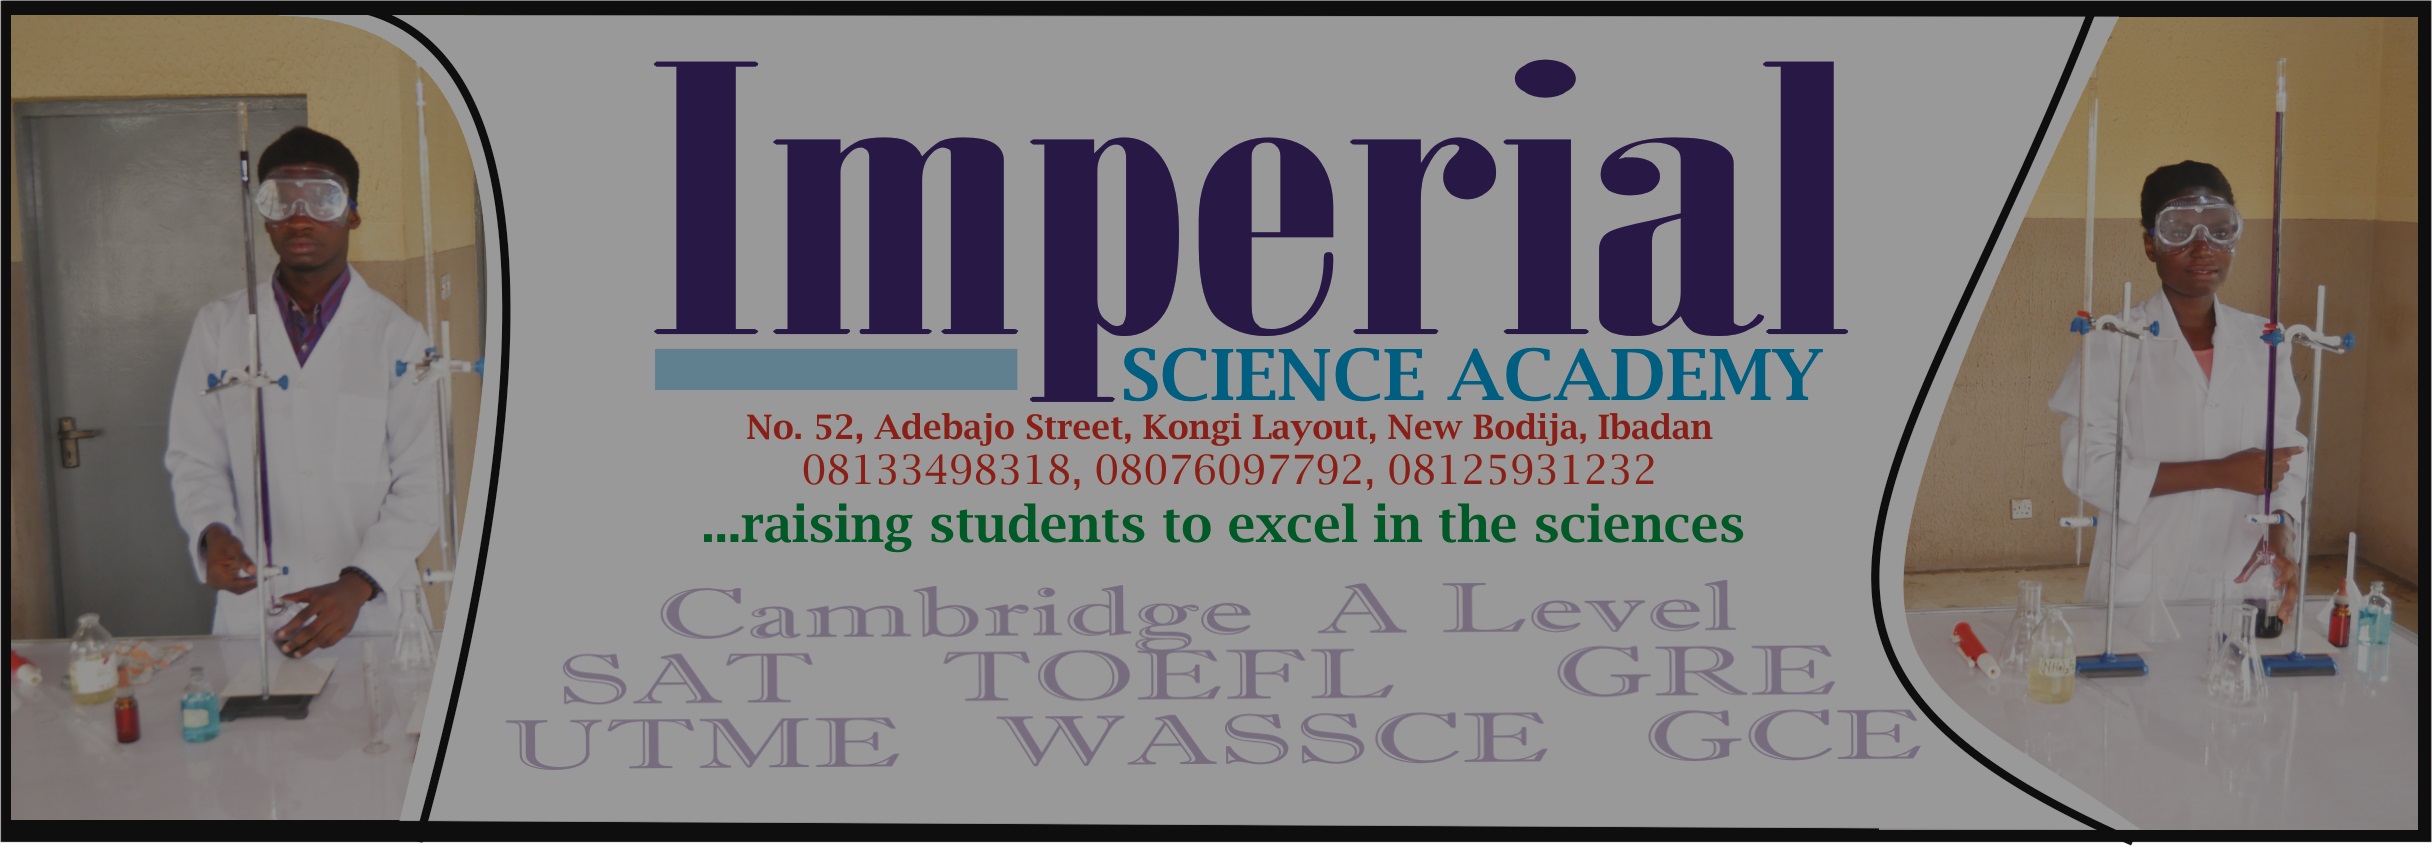 Imperial
SCIENCE ACADEMY
No. 52, Adebajo Street, Kongi Layout, New Bodija, Ibadan
08133498318, 08076097792, 08125931232
...raising students to excel in the sciences
Cambridge A Level
SAT TOEFL GRE
UTME WASSCE GCE